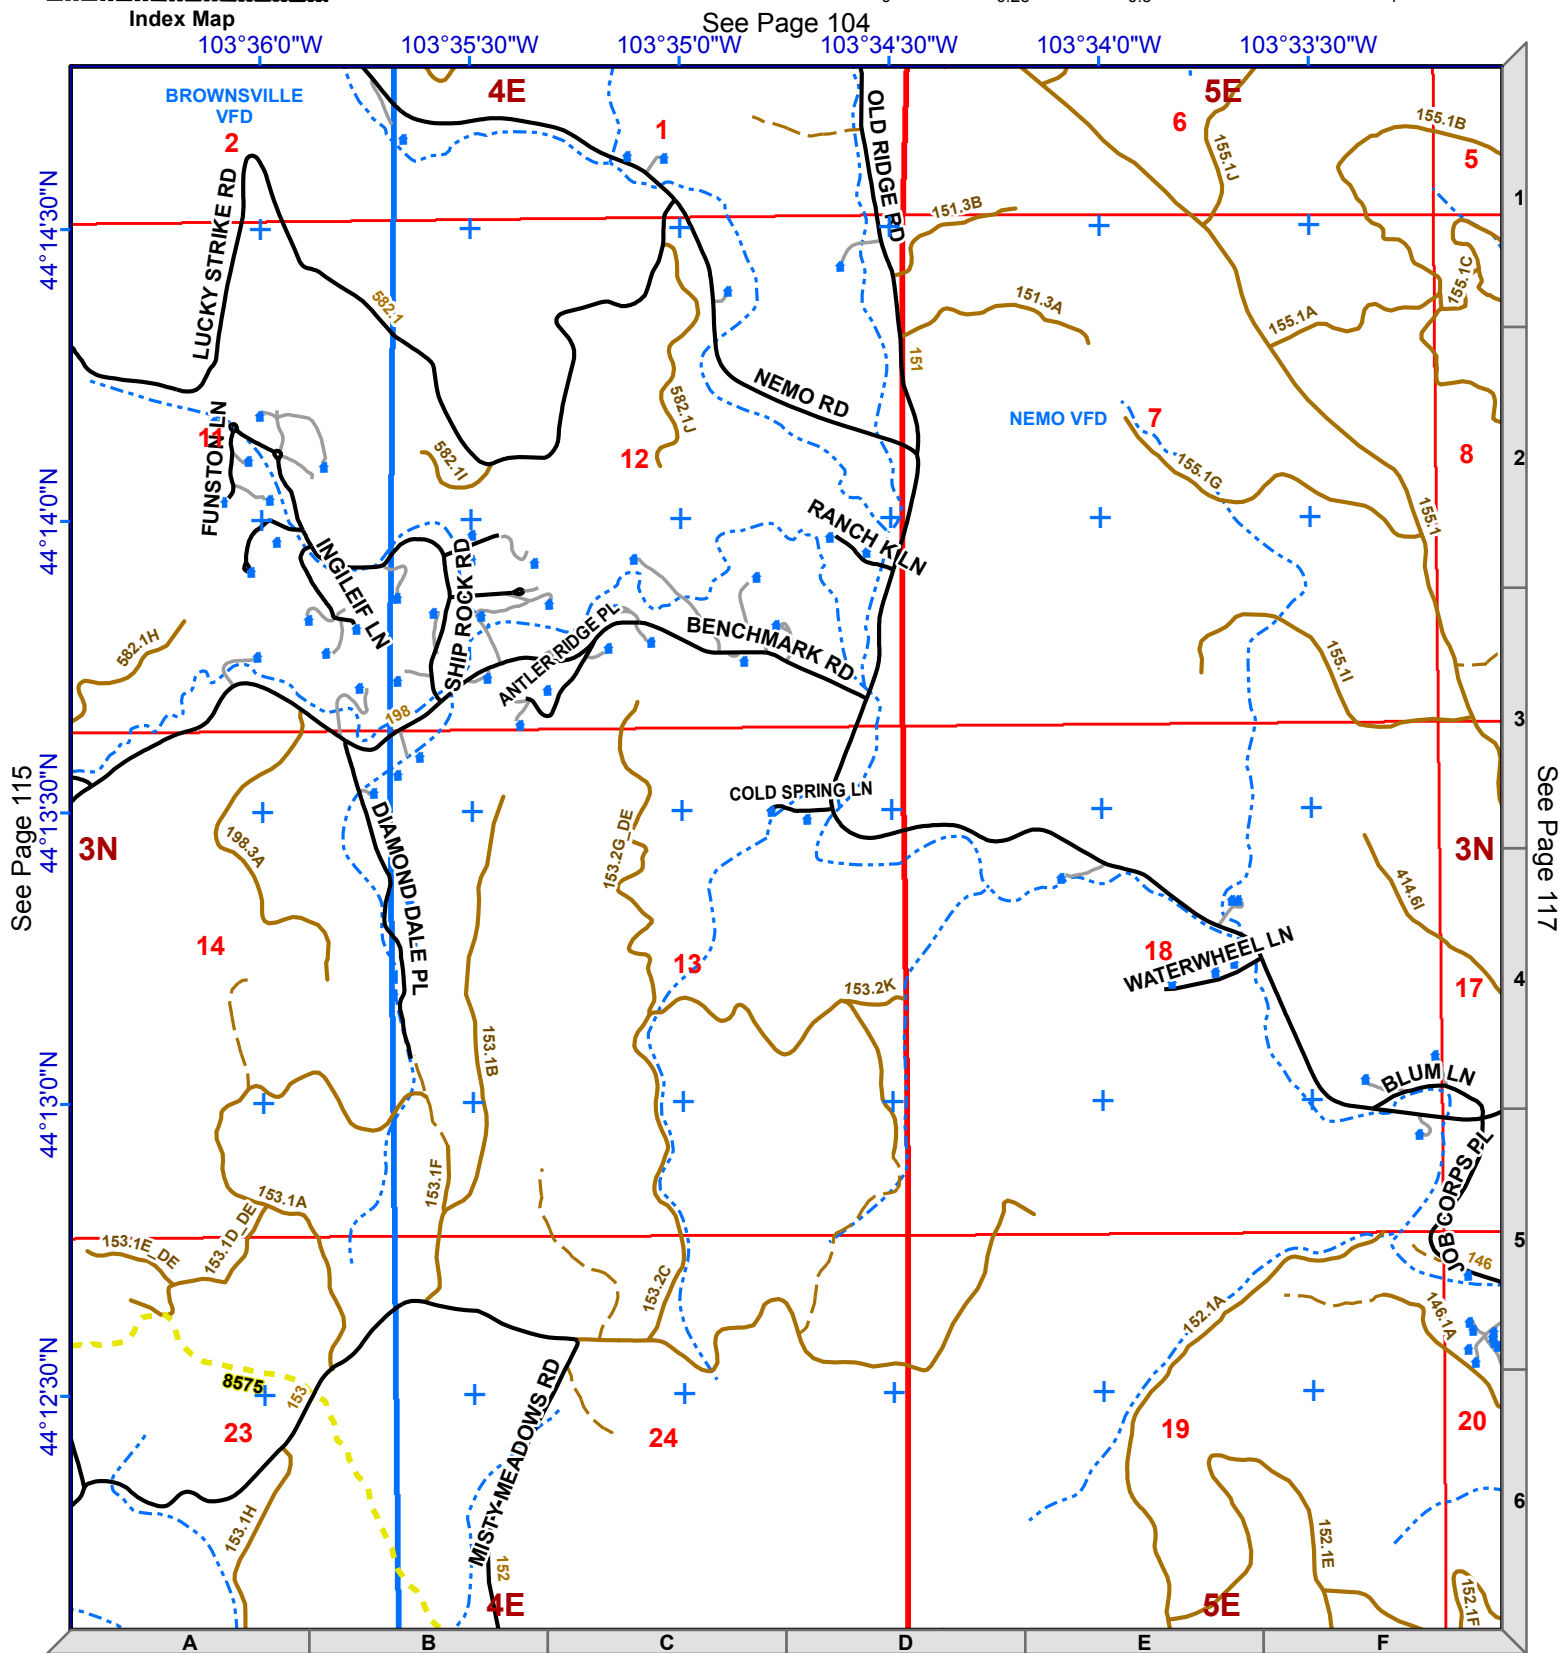 Index Map
See Page 104
103°36'0"W
103°35'30"W
103°35'0"W
103°34'30"W
103°34'0"W
103°33'30"W
BROWNSVILLE
VFD
4E
5E
2
1
6
5
155.1B
155.1J
OLD RIDGE RD
1
44°14'30"N
LUCKY STRIKE RD
151.3B
155.1C
582.1
151.3A
155.1A
151
NEMO RD
582.1J
NEMO VFD
7
8
2
11
12
FUNSTON LN
582.1I
155.1G
155.1
44°14'0"N
RANCH KILN
INGILEIF LN
SHIP ROCK RD
ANTLER RIDGE PL
BENCHMARK RD
582.1H
155.1I
198
3
See Page 115
44°13'30"N
COLD SPRING LN
See Page 117
3N
3N
DIAMOND DALE PL
198.3A
153.2G_DE
414.6I
14
13
18
WATERWHEEL LN
17
4
153.2K
153.1B
44°13'0"N
BLUM LN
153.1F
JOB CORPS PL
153.1A
153.1D_DE
153.1E_DE
5
146
153.2C
152.1A
146.1A
8575
153
MISTY-MEADOWS RD
44°12'30"N
23
24
19
20
6
153.1H
152
152.1E
152.1F
4E
5E
A
B
C
D
E
F